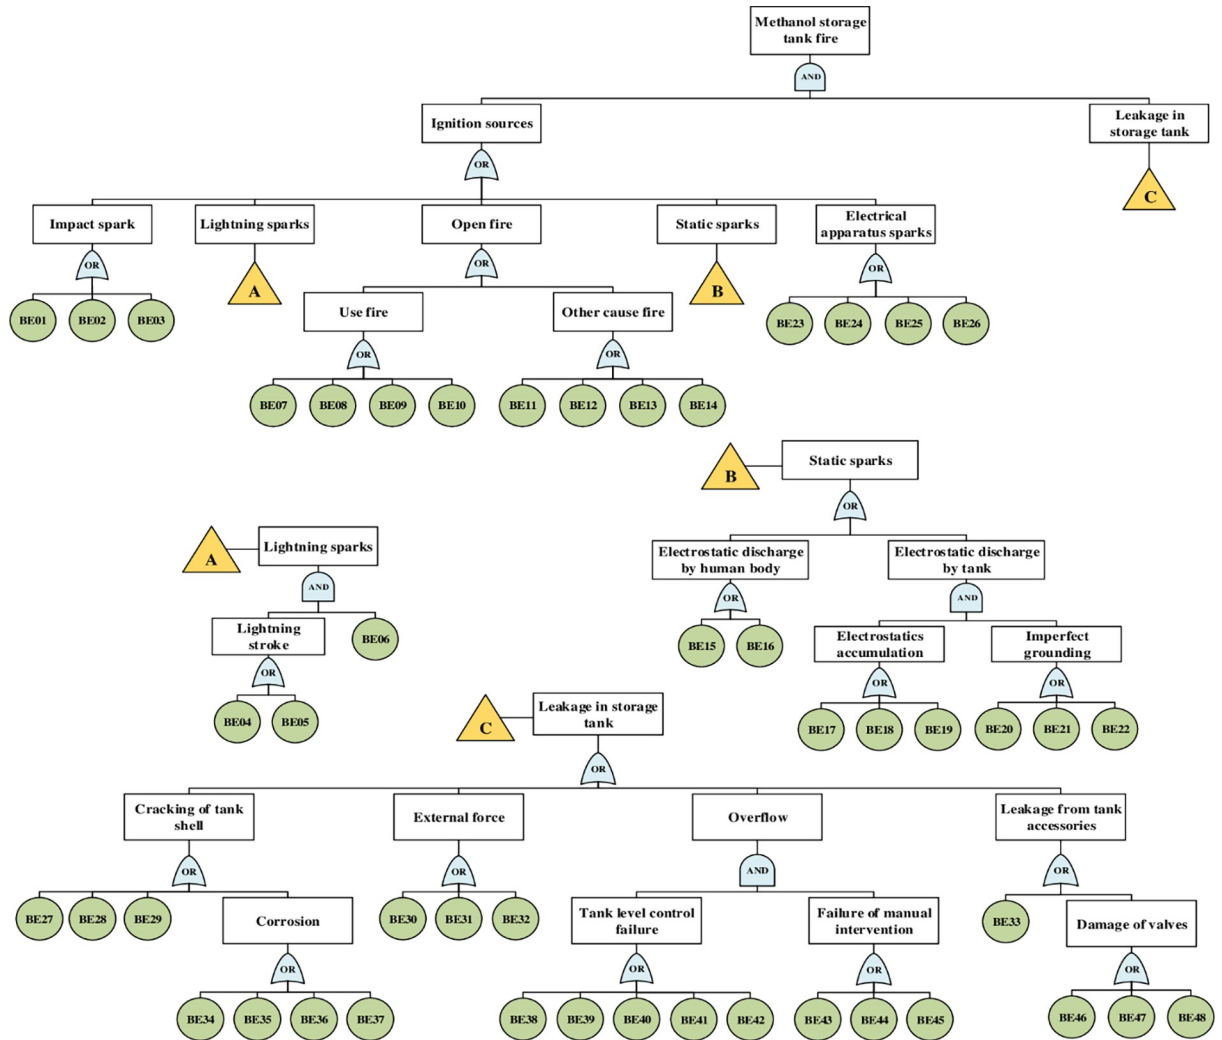 Methanol storage
tank fire
AND
Ignition sources
Leakage in
storage tank
OR
C
Impact spark
Lightning sparks
Open fire
Static sparks
Electrical
apparatus sparks
OR
A
OR
B
OR
BE01
BE02
BE03
Use fire
Other cause fire
BE23
BE24
BE25
BE26
OR
OR
BE07
BE08
BE09
BE10
BE11
BE12
BE13
BE14
B
Static sparks
OR
A
Lightning sparks
AND
Electrostatic discharge
by human body
Electrostatic discharge
by tank
OR
AND
Lightning
stroke
BE06
BE15
BE16
Electrostatics
accumulation
Imperfect
grounding
OR
OR
OR
BE04
BE05
BE17
BE18
BE19
BE20
BE21
BE22
C
Leakage in storage
tank
OR
Cracking of tank
shell
External force
Overflow
Leakage from tank
accessories
OR
OR
AND
OR
BE27
BE28
BE29
Corrosion
BE30
BE31
BE32
Tank level control
failure
Failure of manual
intervention
BE33
Damage of valves
OR
OR
OR
OR
BE34
BE35
BE36
BE37
BE38
BE39
BE40
BE41
BE42
BE43
BE44
BE45
BE46
BE47
BE48